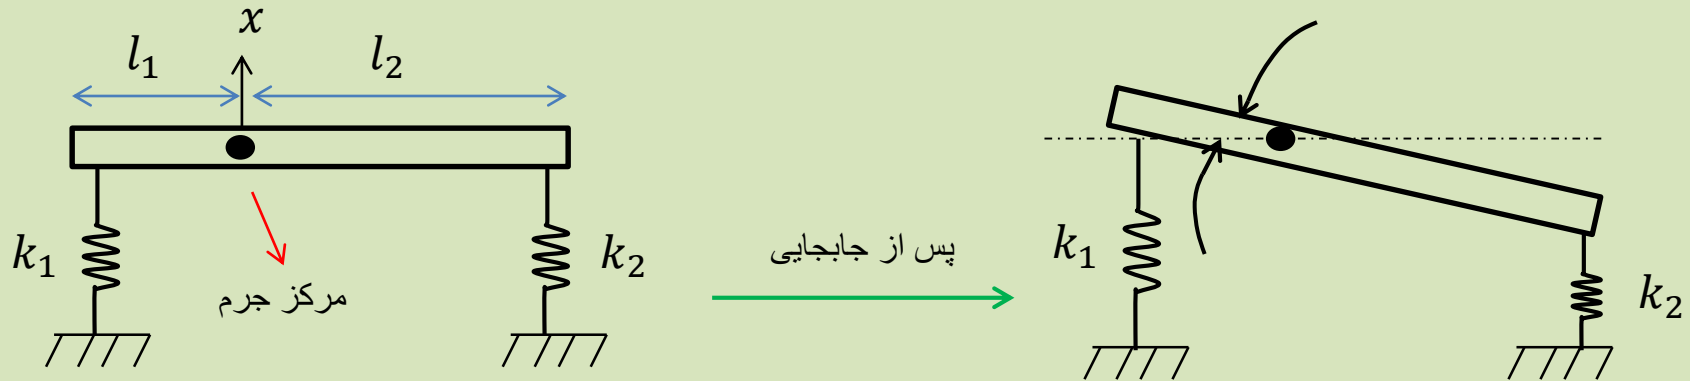 x
l₁
l₂
k₁
k₂
مرکز جرم
پس از جابجایی
k₁
k₂